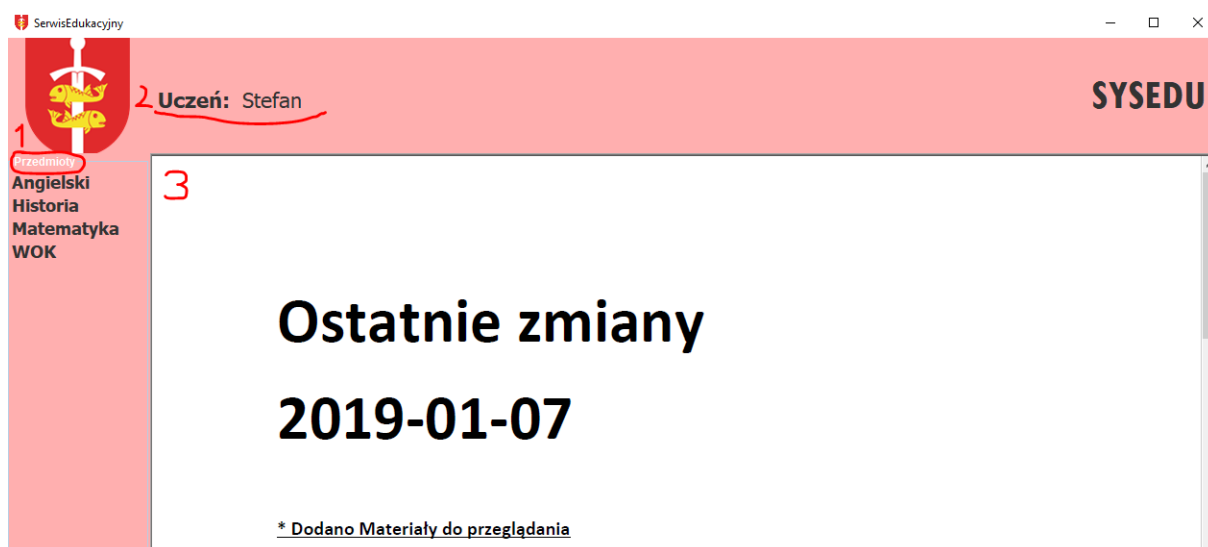 SerwisEdukacyjny
2 Uczeń: Stefan
SYSEDU
1
Przedmioty
Angielski
Historia
Matematyka
WOK
3
Ostatnie zmiany
2019-01-07
* Dodano Materiały do przeglądania